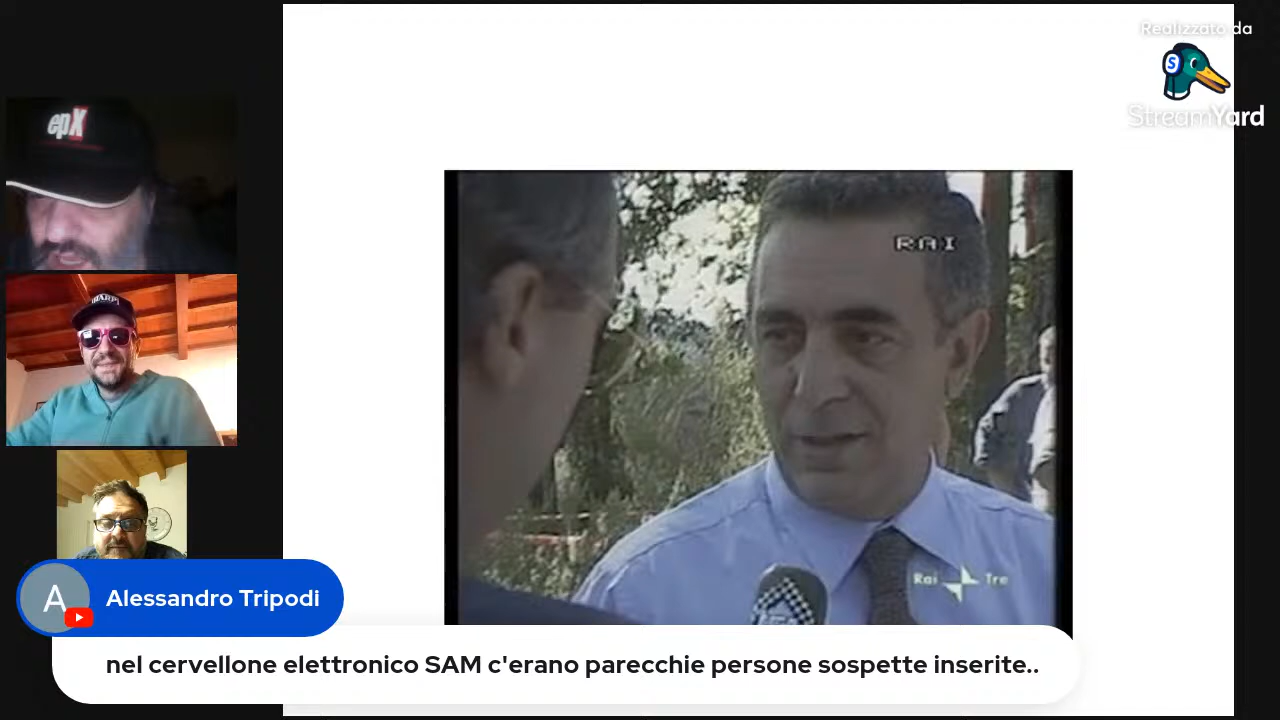 Realizzato da
StreamYard
epX
RAI
Rai Tre
A
Alessandro Tripodi
nel cervellone elettronico SAM c'erano parecchie persone sospette inserite..